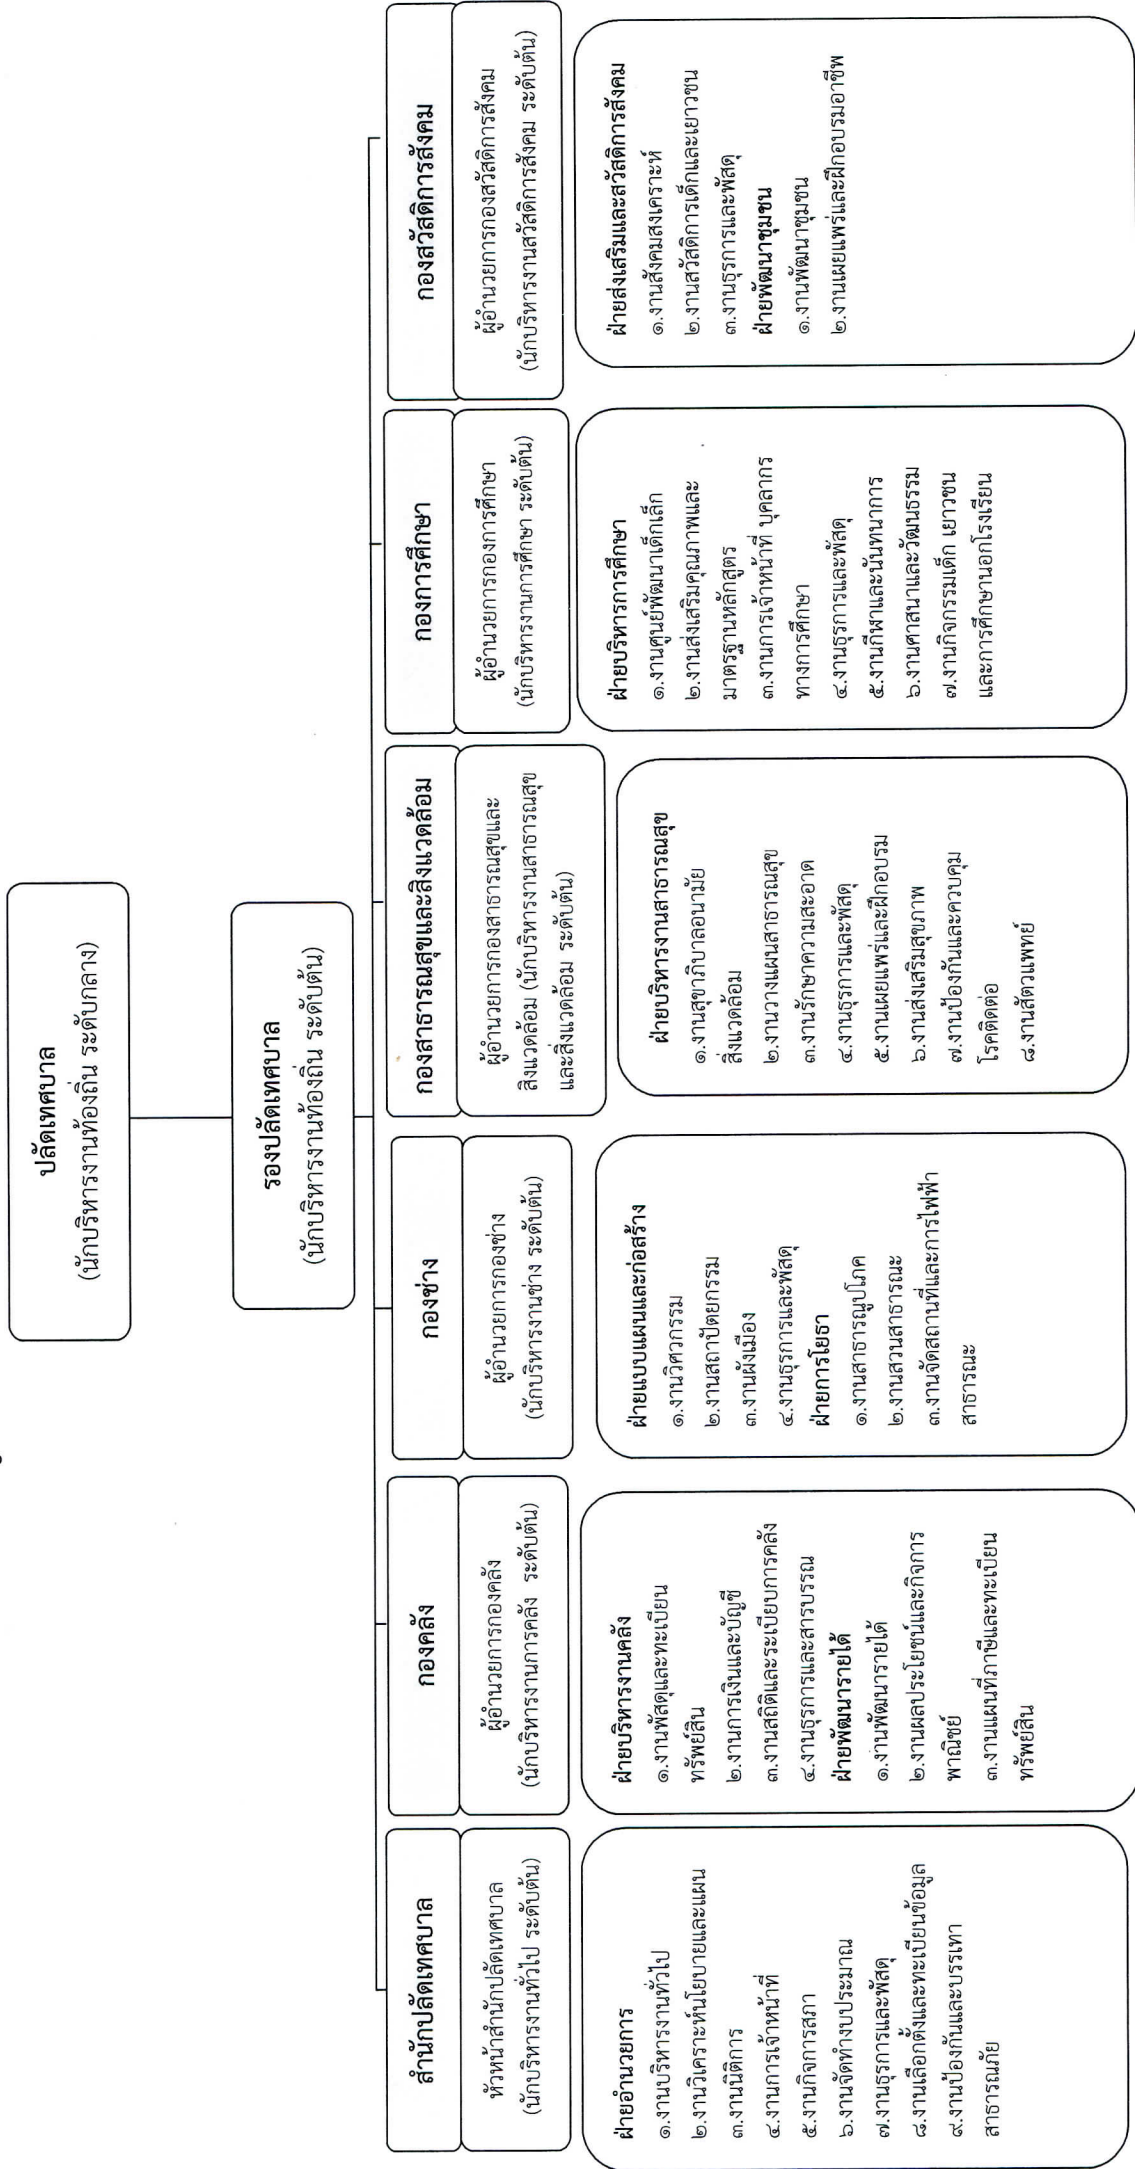 ปลัดเทศบาล
(นักบริหารงานท้องถิ่น ระดับกลาง)
รองปลัดเทศบาล
(นักบริหารงานท้องถิ่น ระดับต้น)
สำนักปลัดเทศบาล
หัวหน้าสำนักปลัดเทศบาล
(นักบริหารงานทั่วไป ระดับต้น)
ฝ่ายอำนวยการ
๑.งานบริหารงานทั่วไป
๒.งานวิเคราะห์นโยบายและแผน
๓.งานนิติการ
๔.งานการเจ้าหน้าที่
๕.งานกิจการสภา
๖.งานจัดทำงบประมาณ
๗.งานธุรการและพัสดุ
๘.งานเลือกตั้งและทะเบียนข้อมูล
๙.งานป้องกันและบรรเทา
สาธารณภัย
กองคลัง
ผู้อำนวยการกองคลัง
(นักบริหารงานการคลัง ระดับต้น)
ฝ่ายบริหารงานคลัง
๑.งานพัสดุและทะเบียน
ทรัพย์สิน
๒.งานการเงินและบัญชี
๓.งานสถิติและระเบียบการคลัง
๔.งานธุรการและสารบรรณ
ฝ่ายพัฒนารายได้
๑.งานพัฒนารายได้
๒.งานผลประโยชน์และกิจการ
พาณิชย์
๓.งานแผนที่ภาษีและทะเบียน
ทรัพย์สิน
กองช่าง
ผู้อำนวยการกองช่าง
(นักบริหารงานช่าง ระดับต้น)
ฝ่ายแบบแผนและก่อสร้าง
๑.งานวิศวกรรม
๒.งานสถาปัตยกรรม
๓.งานผังเมือง
๔.งานธุรการและพัสดุ
ฝ่ายการโยธา
๑.งานสาธารณูปโภค
๒.งานสวนสาธารณะ
๓.งานจัดสถานที่และการไฟฟ้า
สาธารณะ
กองสาธารณสุขและสิ่งแวดล้อม
ผู้อำนวยการกองสาธารณสุขและ
สิ่งแวดล้อม (นักบริหารงานสาธารณสุข
และสิ่งแวดล้อม ระดับต้น)
ฝ่ายบริหารงานสาธารณสุข
๑.งานสุขาภิบาลอนามัย
สิ่งแวดล้อม
๒.งานวางแผนสาธารณสุข
๓.งานรักษาความสะอาด
๔.งานธุรการและพัสดุ
๕.งานเผยแพร่และฝึกอบรม
๖.งานส่งเสริมสุขภาพ
๗.งานป้องกันและควบคุม
โรคติดต่อ
๘.งานสัตวแพทย์
กองการศึกษา
ผู้อำนวยการกองการศึกษา
(นักบริหารงานการศึกษา ระดับต้น)
ฝ่ายบริหารการศึกษา
๑.งานศูนย์พัฒนาเด็กเล็ก
๒.งานส่งเสริมคุณภาพและ
มาตรฐานหลักสูตร
๓.งานการเจ้าหน้าที่ บุคลากร
ทางการศึกษา
๔.งานธุรการและพัสดุ
๕.งานกีฬาและนันทนาการ
๖.งานศาสนาและวัฒนธรรม
๗.งานกิจกรรมเด็ก เยาวชน
และการศึกษานอกโรงเรียน
กองสวัสดิการสังคม
ผู้อำนวยการกองสวัสดิการสังคม
(นักบริหารงานสวัสดิการสังคม ระดับต้น)
ฝ่ายส่งเสริมและสวัสดิการสังคม
๑.งานสังคมสงเคราะห์
๒.งานสวัสดิการเด็กและเยาวชน
๓.งานธุรการและพัสดุ
ฝ่ายพัฒนาชุมชน
๑.งานพัฒนาชุมชน
๒.งานเผยแพร่และฝึกอบรมอาชีพ